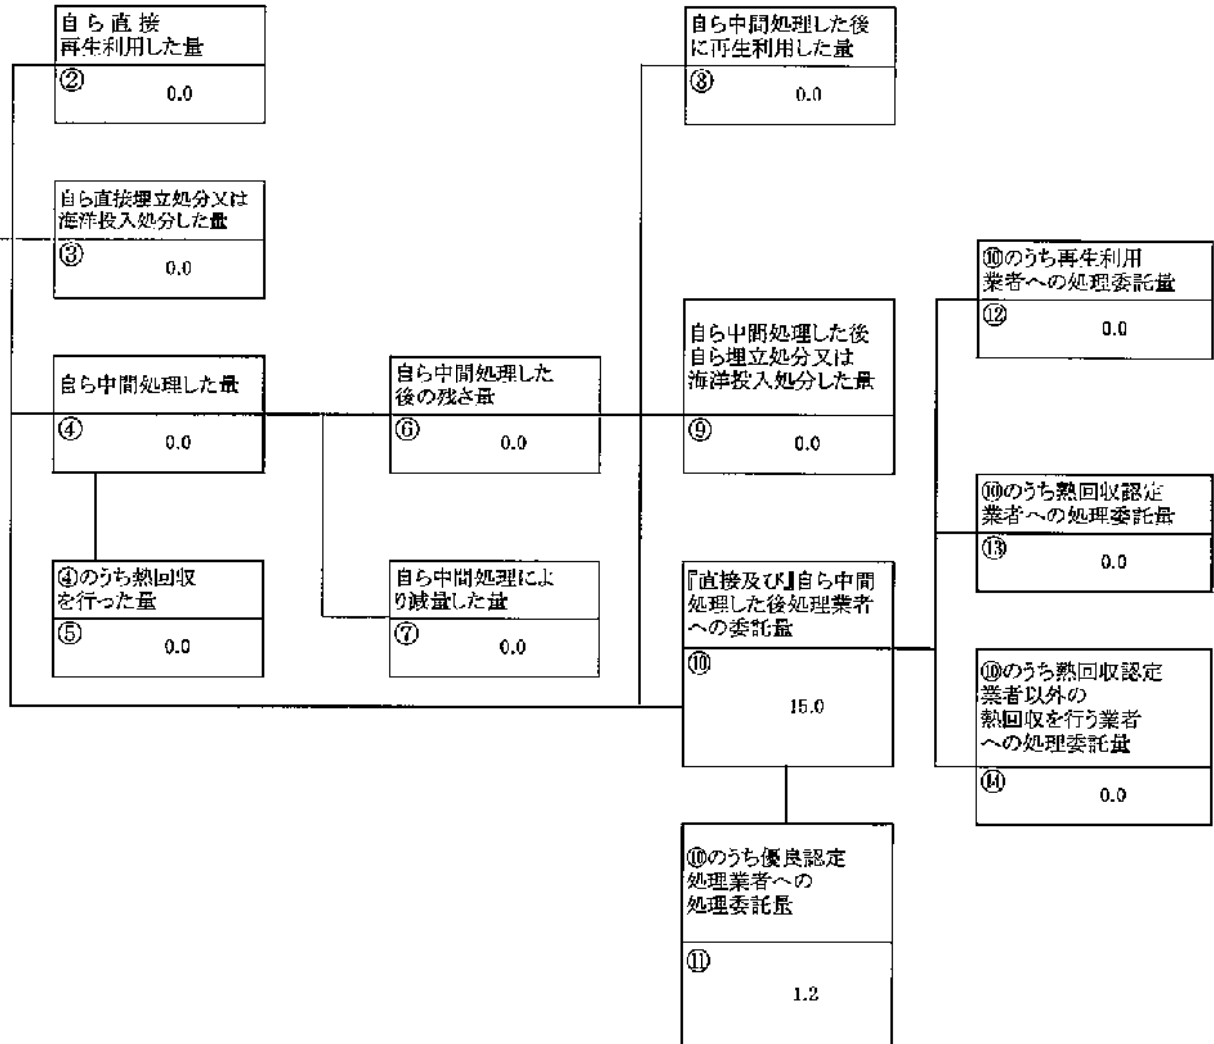 自ら直接
再生利用した量
②
0.0
自ら直接埋立処分又は
海洋投入処分した量
③
0.0
自ら中間処理した量
④
0.0
④のうち熱回収
を行った量
⑤
0.0
自ら中間処理した
後の残さ量
⑥
0.0
自ら中間処理によ
り減量した量
⑦
0.0
自ら中間処理した後
に再生利用した量
⑧
0.0
自ら中間処理した後
自ら埋立処分又は
海洋投入処分した量
⑨
0.0
『直接及び』自ら中間
処理した後処理業者
への委託量
⑩
15.0
⑩のうち優良認定
処理業者への
処理委託量
⑪
1.2
⑩のうち再生利用
業者への処理委託量
⑫
0.0
⑩のうち熱回収認定
業者への処理委託量
⑬
0.0
⑩のうち熱回収認定
業者以外の
熱回収を行う業者
への処理委託量
⑭
0.0